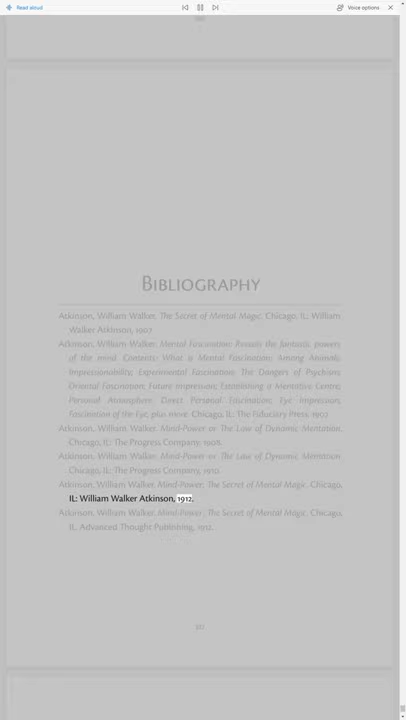 Read aloud
Voice options
Bibliography
Atkinson, William Walker. The Secret of Mental Magic. Chicago, IL: William
Walker Atkinson, 1907.
Atkinson, William Walker. Mental Fascination: Reveals the fantastic powers
of the mind. Contents: What is Mental Fascination; Among Animals;
Impressionability; Experimental Fascination; The Dangers of Psychism;
Oriental Fascination; Future Impression; Establishing a Mentative Centre;
Personal Atmosphere; Direct Personal Fascination; Eye Impression;
Fascination of the Eye, plus more. Chicago, IL: The Fiduciary Press, 1907.
Atkinson, William Walker. Mind-Power or The Law of Dynamic Mentation.
Chicago, IL: The Progress Company, 1908.
Atkinson, William Walker. Mind-Power or The Law of Dynamic Mentation.
Chicago, IL: The Progress Company, 1910.
Atkinson, William Walker. Mind-Power: The Secret of Mental Magic. Chicago,
IL: William Walker Atkinson, 1912.
Atkinson, William Walker. Mind-Power: The Secret of Mental Magic. Chicago,
IL: Advanced Thought Publishing, 1912.